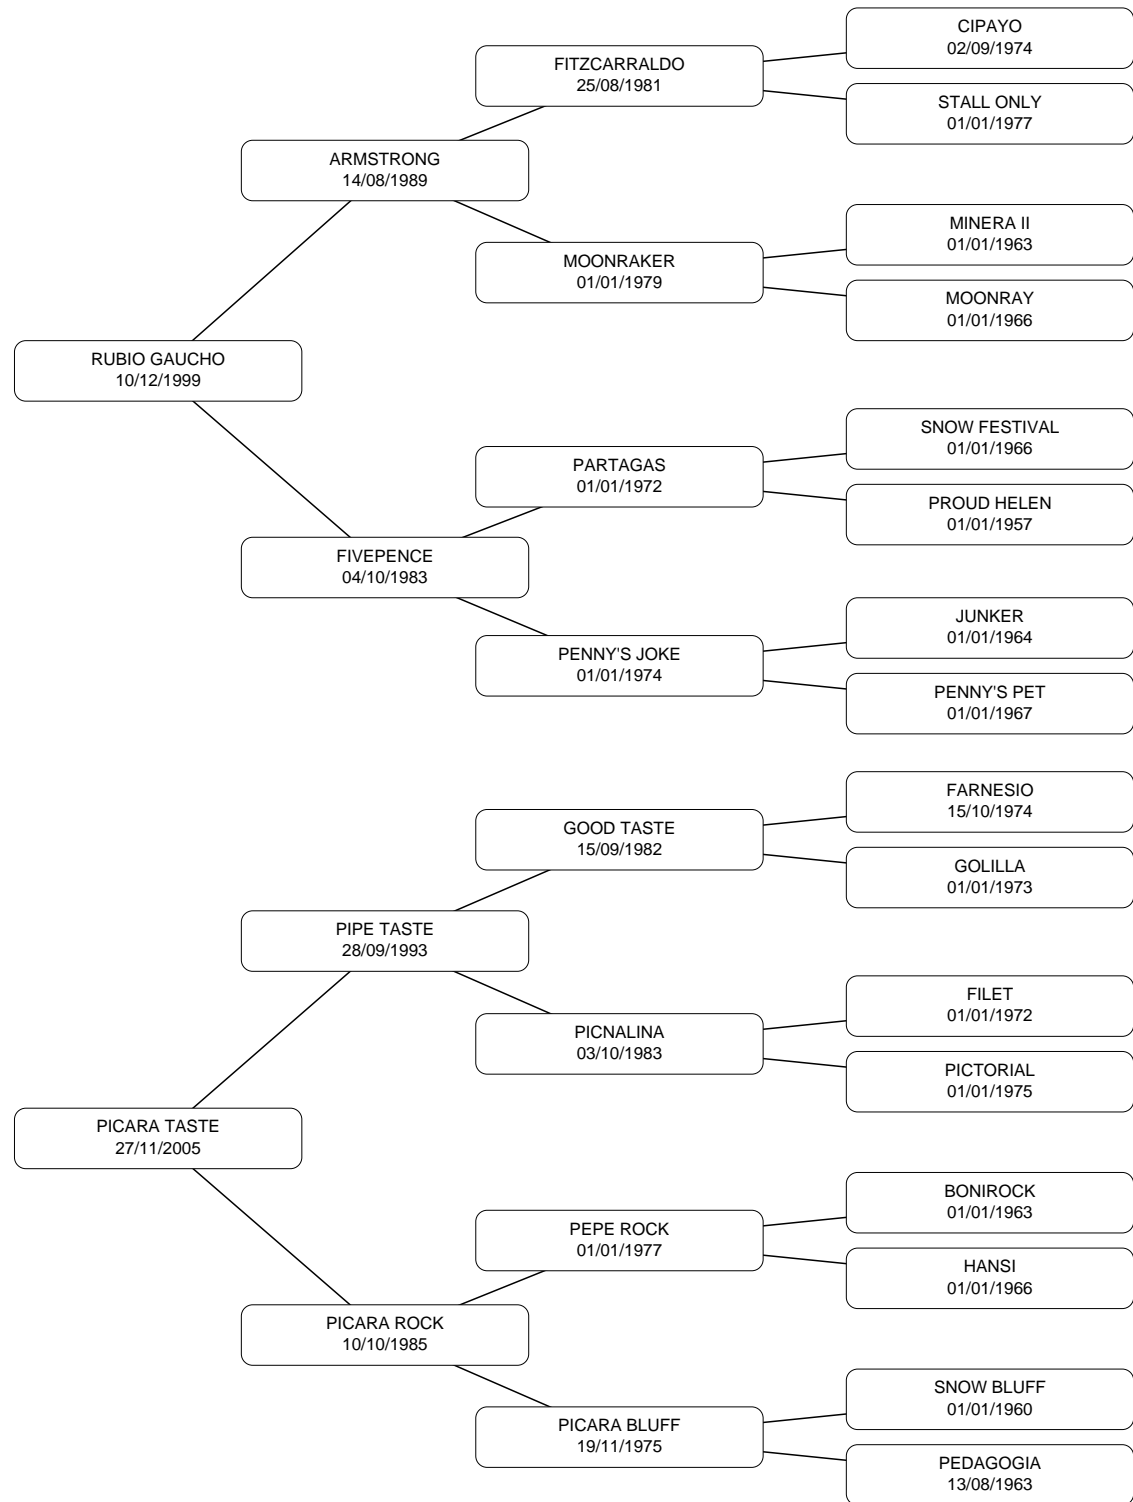 CIPAYO
02/09/1974
FITZCARRALDO
25/08/1981
STALL ONLY
01/01/1977
ARMSTRONG
14/08/1989
MINERA II
01/01/1963
MOONRAKER
01/01/1979
MOONRAY
01/01/1966
RUBIO GAUCHO
10/12/1999
SNOW FESTIVAL
01/01/1966
PARTAGAS
01/01/1972
PROUD HELEN
01/01/1957
FIVEPENCE
04/10/1983
JUNKER
01/01/1964
PENNY'S JOKE
01/01/1974
PENNY'S PET
01/01/1967
FARNESIO
15/10/1974
GOOD TASTE
15/09/1982
GOLILLA
01/01/1973
PIPE TASTE
28/09/1993
FILET
01/01/1972
PICNALINA
03/10/1983
PICTORIAL
01/01/1975
PICARA TASTE
27/11/2005
BONIROCK
01/01/1963
PEPE ROCK
01/01/1977
HANSI
01/01/1966
PICARA ROCK
10/10/1985
SNOW BLUFF
01/01/1960
PICARA BLUFF
19/11/1975
PEDAGOGIA
13/08/1963